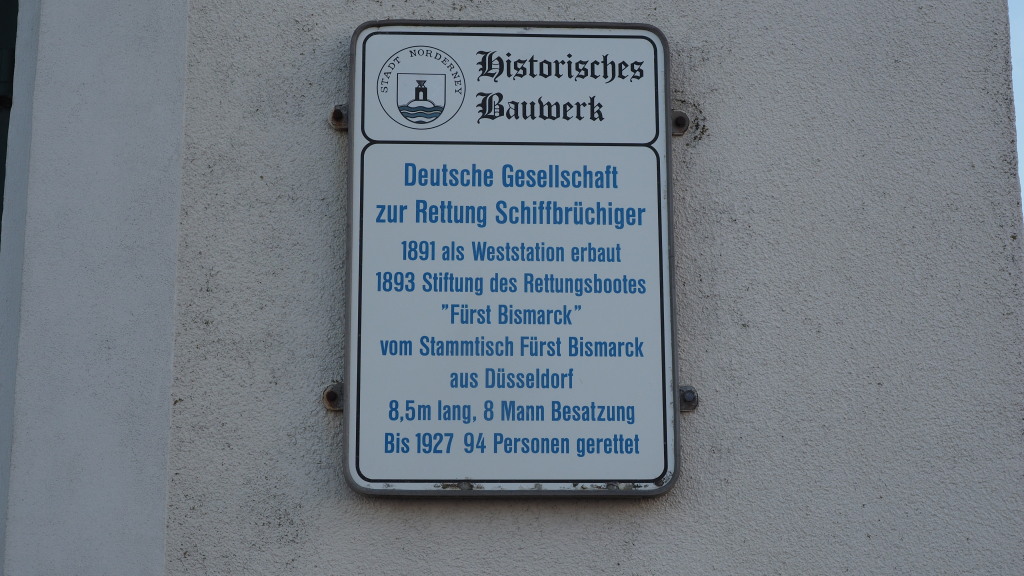 STADT NORDERNEY
Historisches
Bauwerk
Deutsche Gesellschaft
zur Rettung Schiffbrüchiger
1891 als Weststation erbaut
1893 Stiftung des Rettungsbootes
"Fürst Bismarck"
vom Stammtisch Fürst Bismarck
aus Düsseldorf
8,5m lang, 8 Mann Besatzung
Bis 1927 94 Personen gerettet